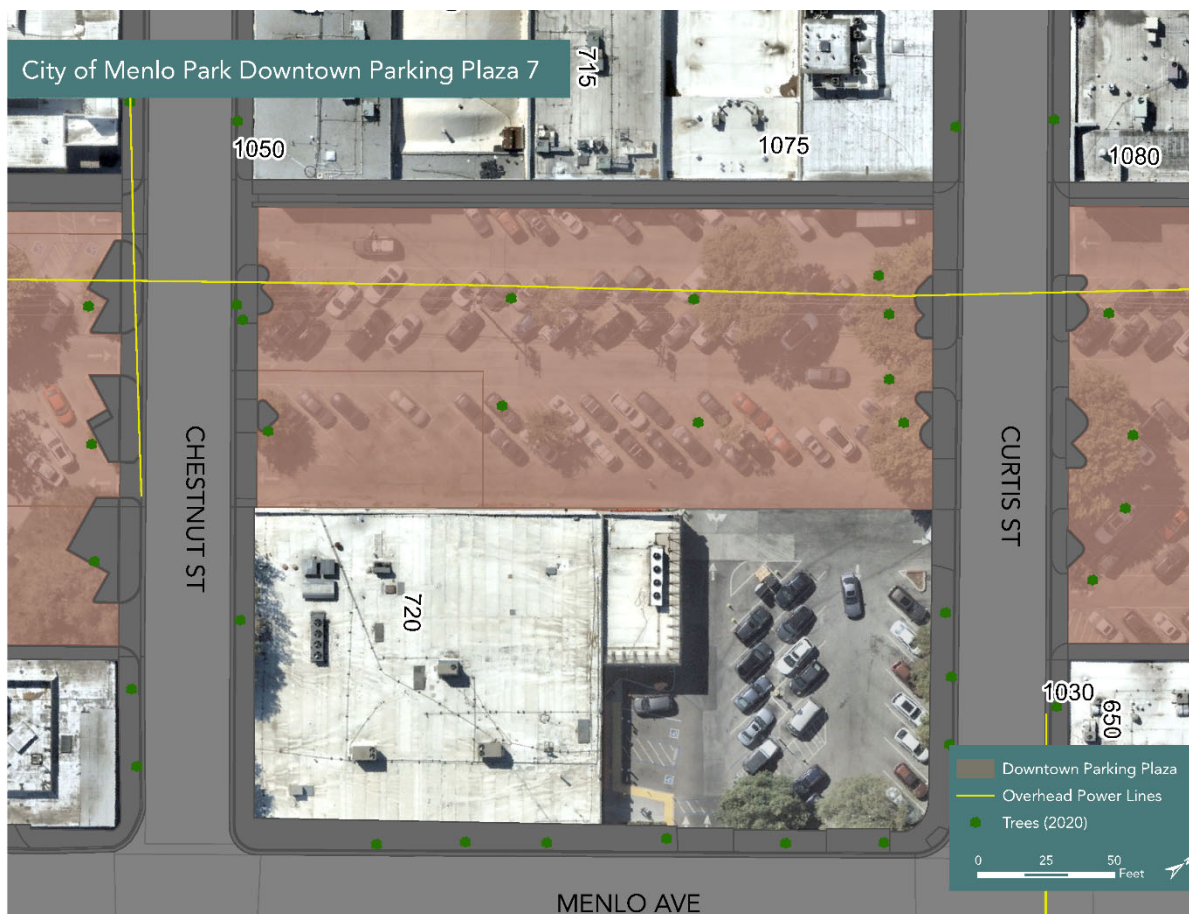 City of Menlo Park Downtown Parking Plaza 7
715
1050
1075
1080
CHESTNUT ST
CURTIS ST
720
1030
650
Downtown Parking Plaza
Overhead Power Lines
Trees (2020)
0 25 50
Feet
MENLO AVE